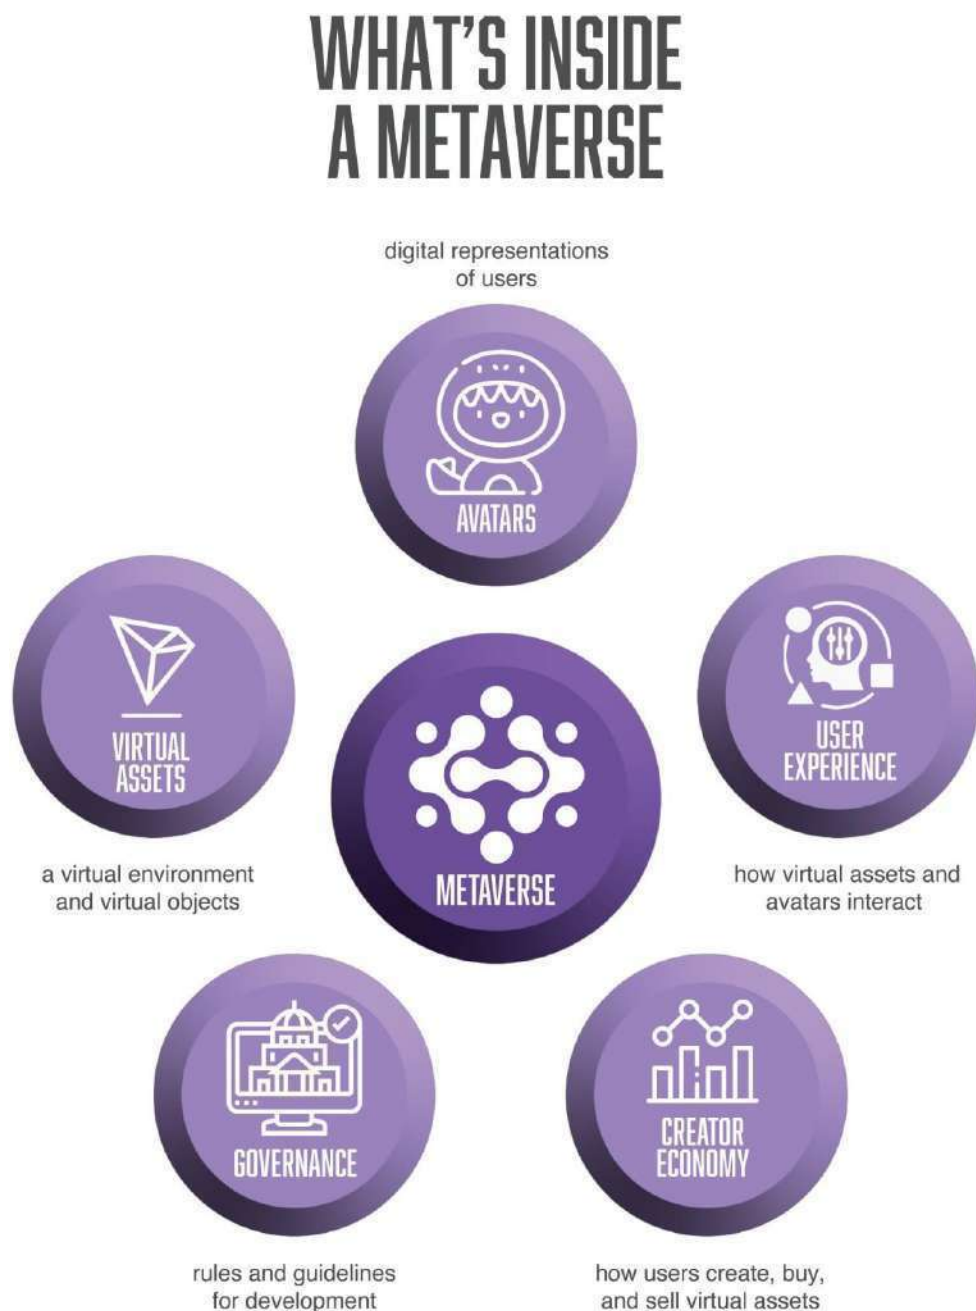 WHAT'S INSIDE
A METAVERSE
digital representations
of users
AVATARS
VIRTUAL
ASSETS
a virtual environment
and virtual objects
METAVERSE
USER
EXPERIENCE
how virtual assets and
avatars interact
GOVERNANCE
rules and guidelines
for development
CREATOR
ECONOMY
how users create, buy,
and sell virtual assets